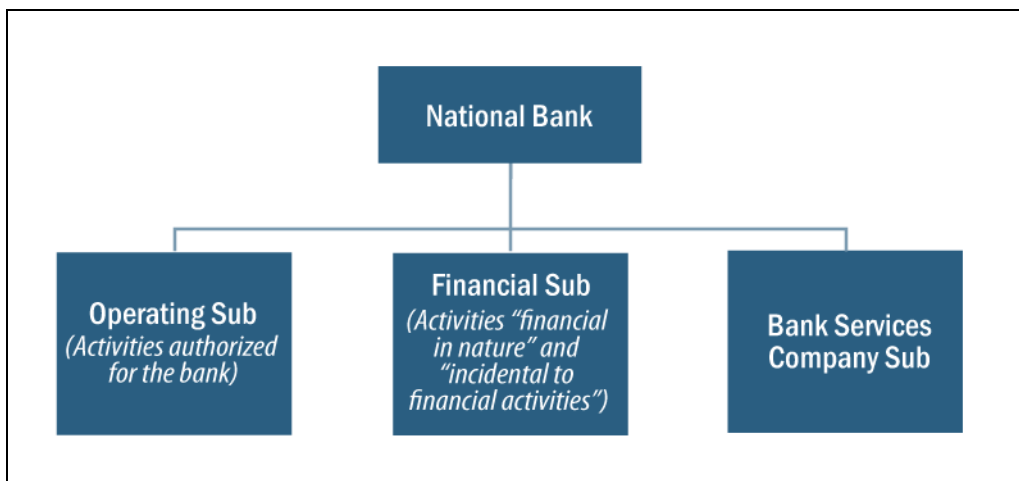 National Bank
Operating Sub
(Activities authorized
for the bank)
Financial Sub
(Activities “financial
in nature” and
“incidental to
financial activities”)
Bank Services
Company Sub